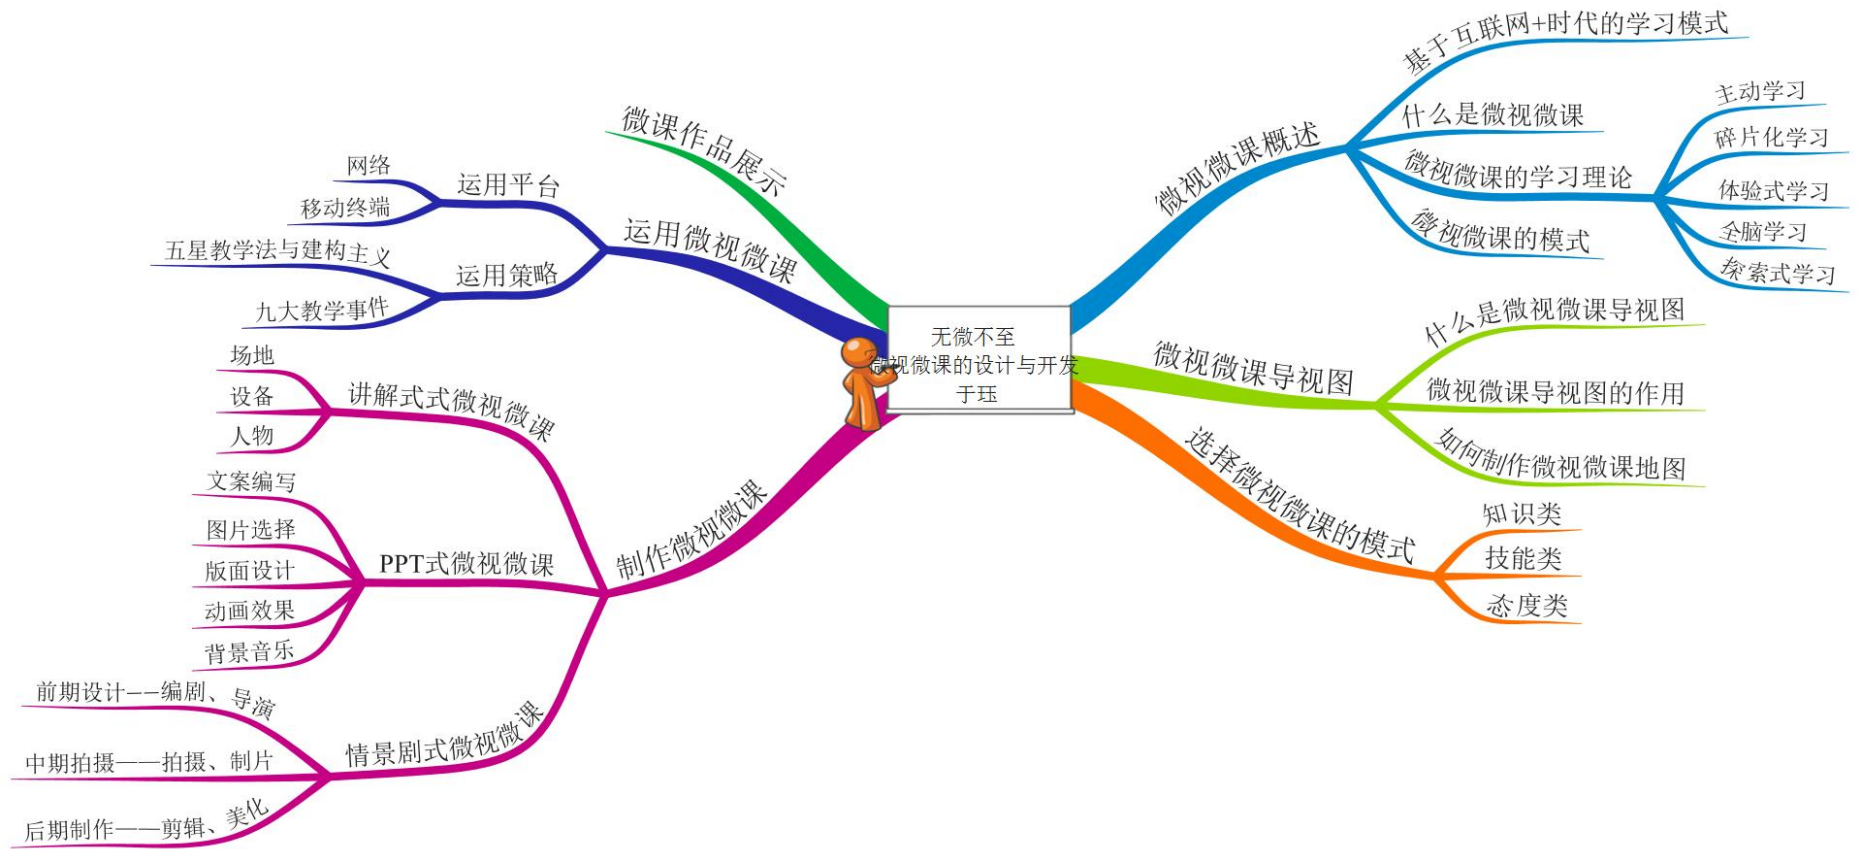 无微不至
微视微课的设计与开发
于珏
微视微课概述
基于互联网+时代的学习模式
什么是微视微课
微视微课的学习理论
主动学习
碎片化学习
体验式学习
全脑学习
探索式学习
微视微课的模式
微视微课导视图
什么是微视微课导视图
微视微课导视图的作用
如何制作微视微课地图
选择微视微课的模式
知识类
技能类
态度类
制作微视微课
讲解式式微视微课
场地
设备
人物
PPT式微视微课
文案编写
图片选择
版面设计
动画效果
背景音乐
情景剧式微视微课
前期设计——编剧、导演
中期拍摄——拍摄、制片
后期制作——剪辑、美化
运用微视微课
运用平台
网络
移动终端
运用策略
五星教学法与建构主义
九大教学事件
微课作品展示